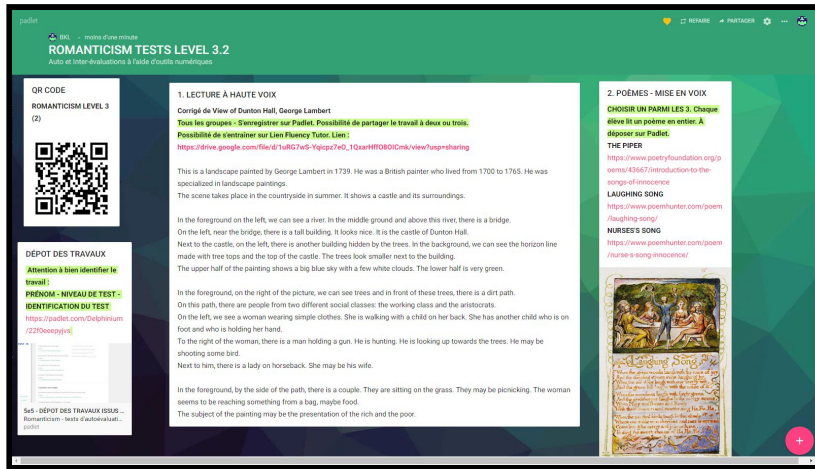 padlet
REFAIRE
PARTAGER
BKL - moins d'une minute
ROMANTICISM TESTS LEVEL 3.2
Auto et Inter-évaluations à l'aide d'outils numériques
QR CODE
ROMANTICISM LEVEL 3
(2)
DÉPOT DES TRAVAUX
Attention à bien identifier le
travail :
PRÉNOM - NIVEAU DE TEST -
IDENTIFICATION DU TEST
https://padlet.com/Delphinium
/22f0eeepyjvs
5e5 - DÉPOT DES TRAVAUX ISSUS ...
Romanticism - tests d'autoévaluati...
padlet
1. LECTURE À HAUTE VOIX
Corrigé de View of Dunton Hall, George Lambert
Tous les groupes - S'enregistrer sur Padlet. Possibilité de partager le travail à deux ou trois.
Possibilité de s'entraîner sur Lien Fluency Tutor. Lien :
https://drive.google.com/file/d/1uRG7wS-Yqicpz7eO_1QxarHffO8OICmk/view?usp=sharing
This is a landscape painted by George Lambert in 1739. He was a British painter who lived from 1700 to 1765. He was
specialized in landscape paintings.
The scene takes place in the countryside in summer. It shows a castle and its surroundings.
In the foreground on the left, we can see a river. In the middle ground and above this river, there is a bridge.
On the left, near the bridge, there is a tall building. It looks nice. It is the castle of Dunton Hall.
Next to the castle, on the left, there is another building hidden by the trees. In the background, we can see the horizon line
made with tree tops and the top of the castle. The trees look smaller next to the building.
The upper half of the painting shows a big blue sky with a few white clouds. The lower half is very green.
In the foreground, on the right of the picture, we can see trees and in front of these trees, there is a dirt path.
On this path, there are people from two different social classes: the working class and the aristocrats.
On the left, we see a woman wearing simple clothes. She is walking with a child on her back. She has another child who is on
foot and who is holding her hand.
To the right of the woman, there is a man holding a gun. He is hunting. He is looking up towards the trees. He may be
shooting some bird.
Next to him, there is a lady on horseback. She may be his wife.
In the foreground, by the side of the path, there is a couple. They are sitting on the grass. They may be picnicking. The woman
seems to be reaching something from a bag, maybe food.
The subject of the painting may be the presentation of the rich and the poor.
2. POÈMES - MISE EN VOIX
CHOISIR UN PARMI LES 3. Chaque
élève lit un poème en entier. À
déposer sur Padlet.
THE PIPER
https://www.poetryfoundation.org/p
oems/43667/introduction-to-the-
songs-of-innocence
LAUGHING SONG
https://www.poemhunter.com/poem
/laughing-song/
NURSES'S SONG
https://www.poemhunter.com/poem
/nurse-s-song-innocence/
Laughing Song